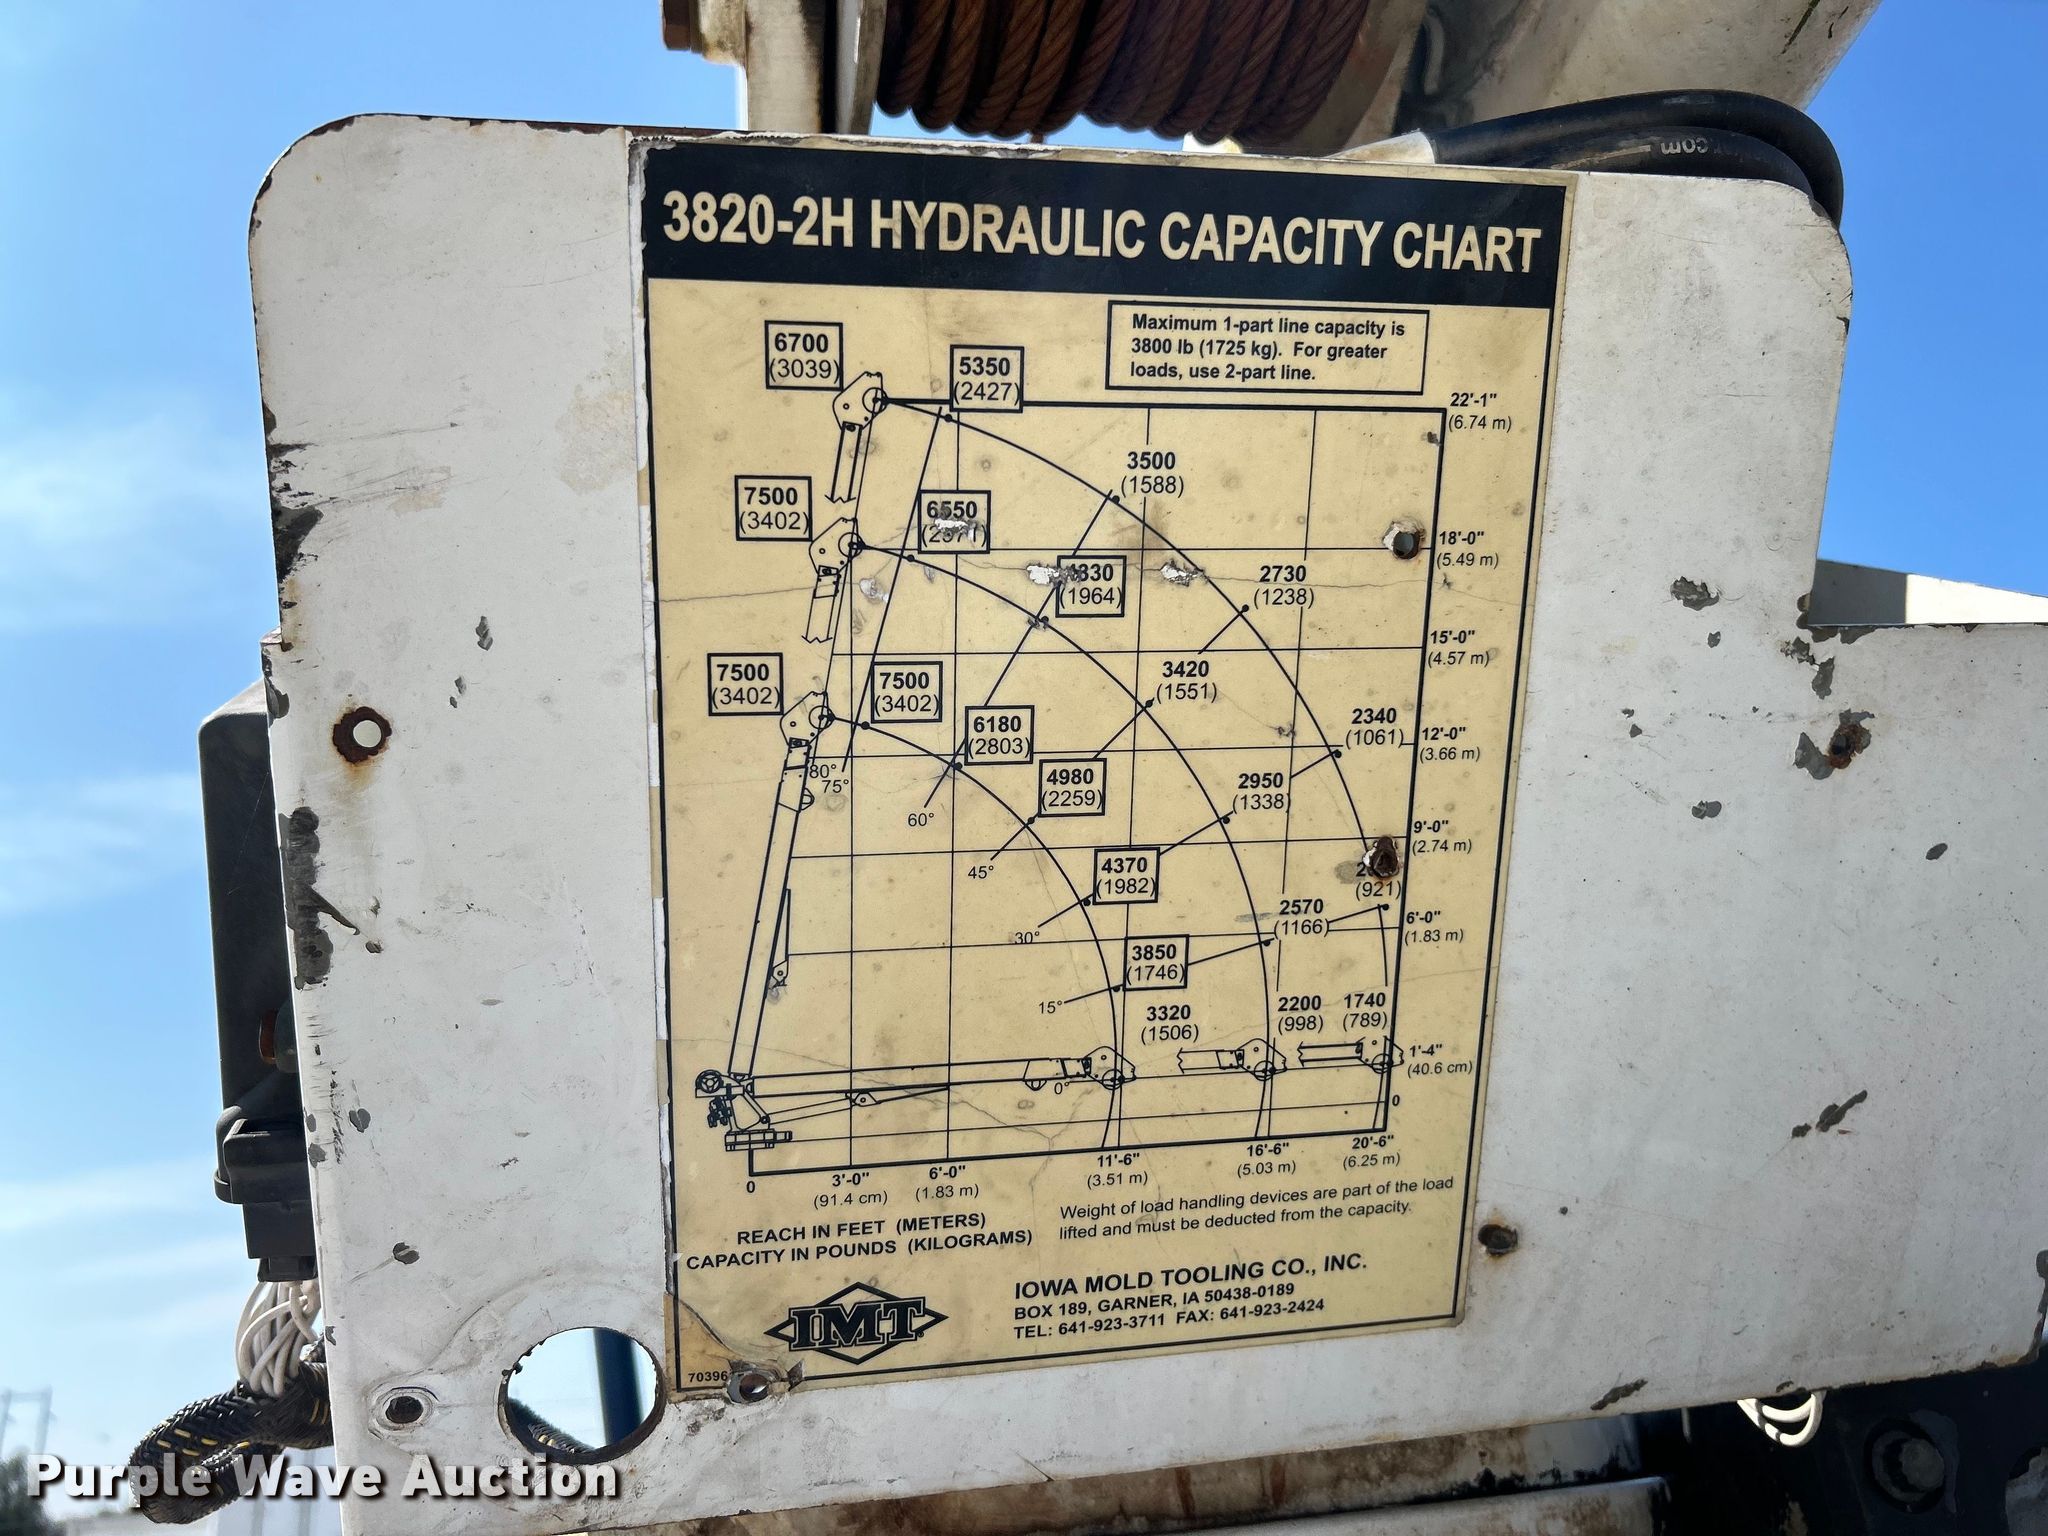 3820-2H HYDRAULIC CAPACITY CHART
Maximum 1-part line capacity is
3800 lb (1725 kg). For greater
loads, use 2-part line.
6700
(3039)
5350
(2427)
22'-1"
(6.74 m)
3500
(1588)
7500
(3402)
6550
18'-0"
(5.49 m)
(1964)
2730
(1238)
15'-0"
(4.57 m)
7500
(3402)
7500
(3402)
3420
(1551)
6180
(2803)
2340
(1061)
12'-0"
(3.66 m)
80°
75°
4980
(2259)
2950
(1338)
60°
9'-0"
(2.74 m)
45°
4370
(1982)
(921)
30°
2570
(1166)
6'-0"
(1.83 m)
3850
(1746)
15°
3320
(1506)
2200
(998)
1740
(789)
1'-4"
(40.6 cm)
0°
0
0
3'-0"
(91.4 cm)
6'-0"
(1.83 m)
11'-6"
(3.51 m)
16'-6"
(5.03 m)
20'-6"
(6.25 m)
REACH IN FEET (METERS)
CAPACITY IN POUNDS (KILOGRAMS)
Weight of load handling devices are part of the load
lifted and must be deducted from the capacity.
IMT
IOWA MOLD TOOLING CO., INC.
BOX 189, GARNER, IA 50438-0189
TEL: 641-923-3711 FAX: 641-923-2424
Purple Wave Auction